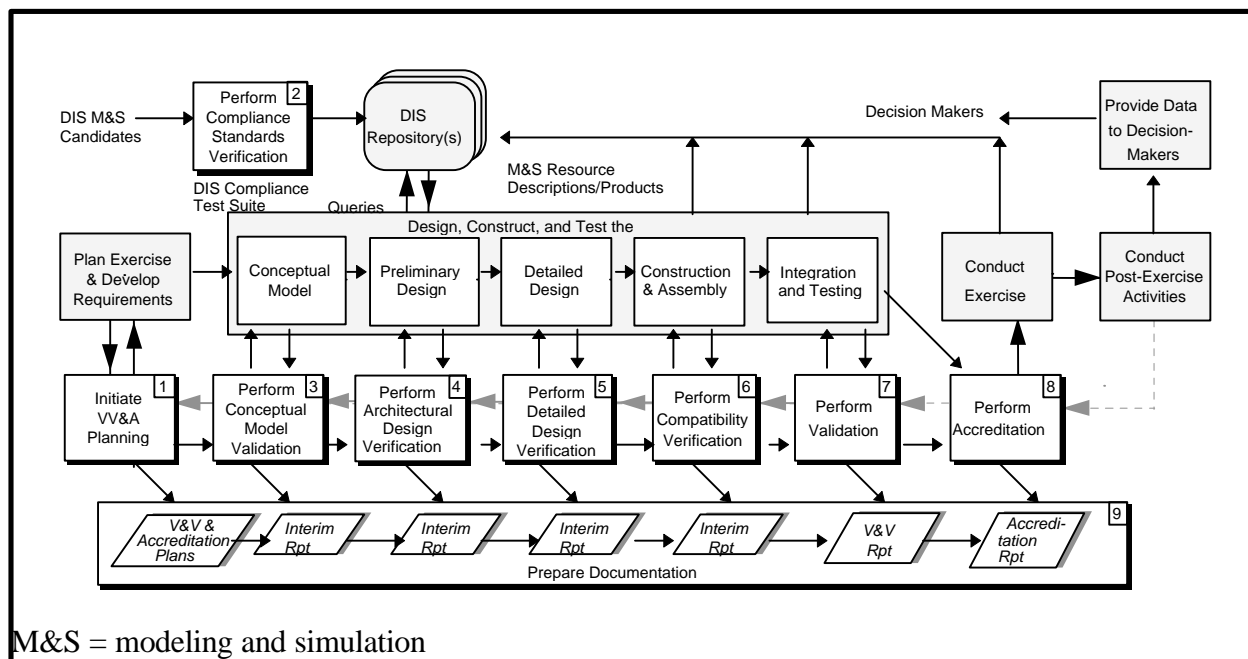 DIS M&S
Candidates
2
Perform
Compliance
Standards
Verification
DIS Compliance
Test Suite
DIS
Repository(s)
Queries
M&S Resource
Descriptions/Products
Decision Makers
Provide Data
to Decision-
Makers
Plan Exercise
& Develop
Requirements
Design, Construct, and Test the
Conceptual
Model
Preliminary
Design
Detailed
Design
Construction
& Assembly
Integration
and Testing
Conduct
Exercise
Conduct
Post-Exercise
Activities
1
Initiate
VV&A
Planning
3
Perform
Conceptual
Model
Validation
4
Perform
Architectural
Design
Verification
5
Perform
Detailed
Design
Verification
6
Perform
Compatibility
Verification
7
Perform
Validation
8
Perform
Accreditation
9
V&V &
Accreditation
Plans
Interim
Rpt
Interim
Rpt
Interim
Rpt
Interim
Rpt
V&V
Rpt
Accredi-
tation
Rpt
Prepare Documentation
M&S = modeling and simulation